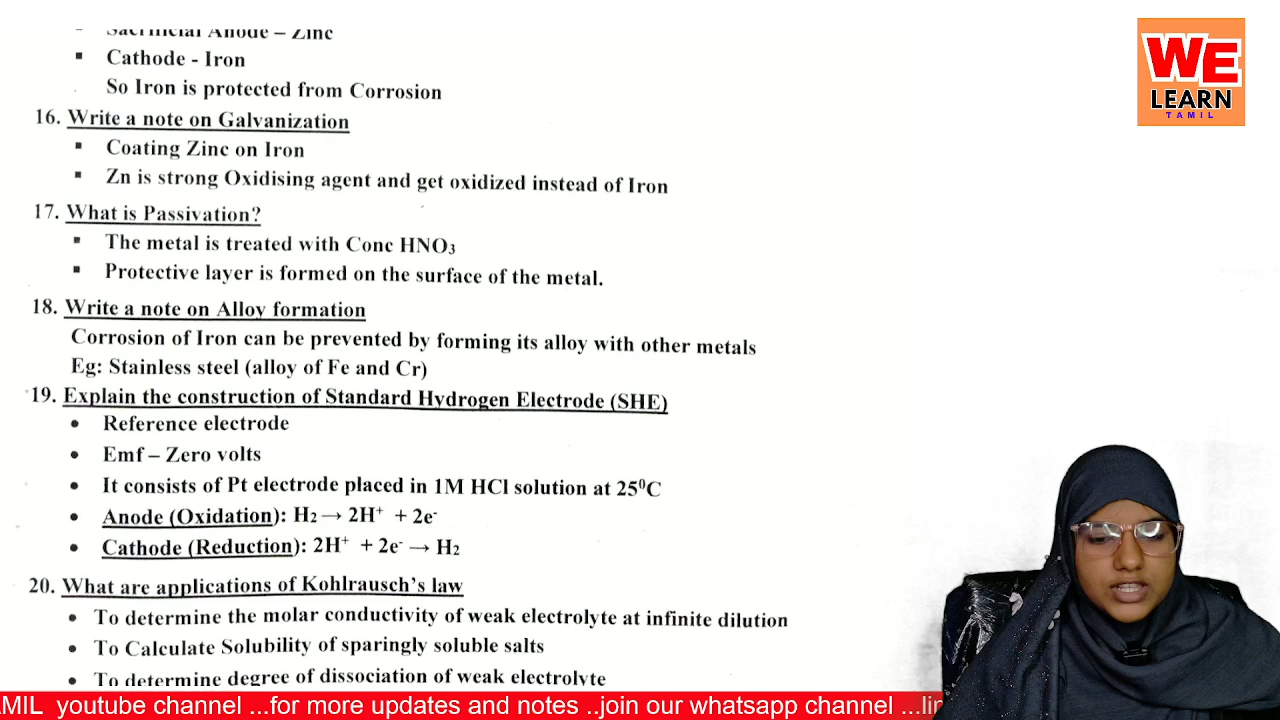 Sacrificial Anode – Zinc
▪ Cathode - Iron
So Iron is protected from Corrosion
16. Write a note on Galvanization
▪ Coating Zinc on Iron
▪ Zn is strong Oxidising agent and get oxidized instead of Iron
17. What is Passivation?
▪ The metal is treated with Conc HNO₃
▪ Protective layer is formed on the surface of the metal.
18. Write a note on Alloy formation
Corrosion of Iron can be prevented by forming its alloy with other metals
Eg: Stainless steel (alloy of Fe and Cr)
19. Explain the construction of Standard Hydrogen Electrode (SHE)
• Reference electrode
• Emf – Zero volts
• It consists of Pt electrode placed in 1M HCl solution at 25⁰C
• Anode (Oxidation): H₂ → 2H⁺ + 2e⁻
• Cathode (Reduction): 2H⁺ + 2e⁻ → H₂
20. What are applications of Kohlrausch's law
• To determine the molar conductivity of weak electrolyte at infinite dilution
• To Calculate Solubility of sparingly soluble salts
• To determine degree of dissociation of weak electrolyte
WE
LEARN
TAMIL
AMIL youtube channel ...for more updates and notes ..join our whatsapp channel ...lin